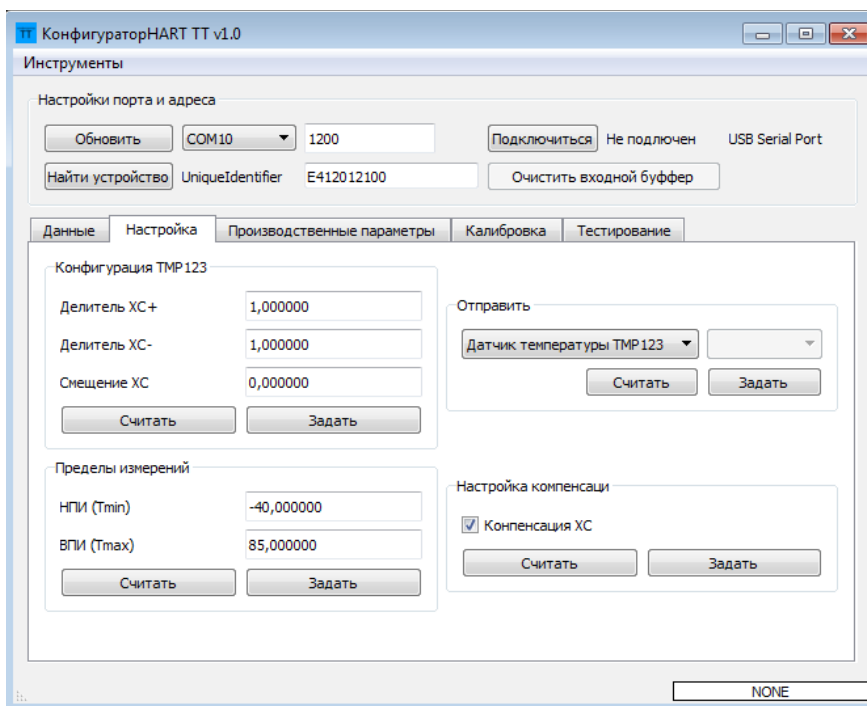 TT КонфигураторHART TT v1.0
Инструменты
Настройки порта и адреса
Обновить COM10 1200 Подключиться Не подлючен USB Serial Port
Найти устройство UniqueIdentifier E412012100 Очистить входной буффер
Данные Настройка Производственные параметры Калибровка Тестирование
Конфигурация TMP123
Делитель ХС+ 1,000000
Делитель ХС- 1,000000
Смещение ХС 0,000000
Считать Задать
Отправить
Датчик температуры TMP123
Считать Задать
Пределы измерений
НПИ (Tmin) -40,000000
ВПИ (Tmax) 85,000000
Считать Задать
Настройка компенсаци
Конпенсация ХС
Считать Задать
NONE